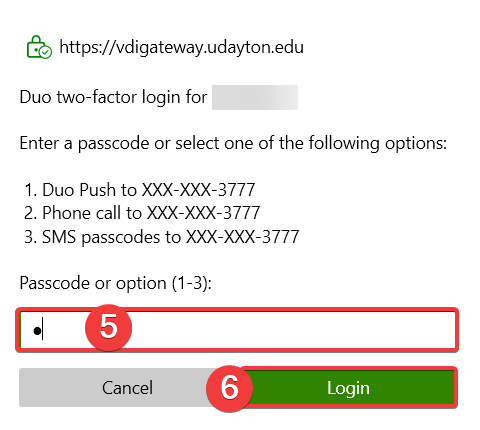 https://vdigateway.udayton.edu
Duo two-factor login for
Enter a passcode or select one of the following options:
1. Duo Push to XXX-XXX-3777
2. Phone call to XXX-XXX-3777
3. SMS passcodes to XXX-XXX-3777
Passcode or option (1-3):
● 5
Cancel 6 Login